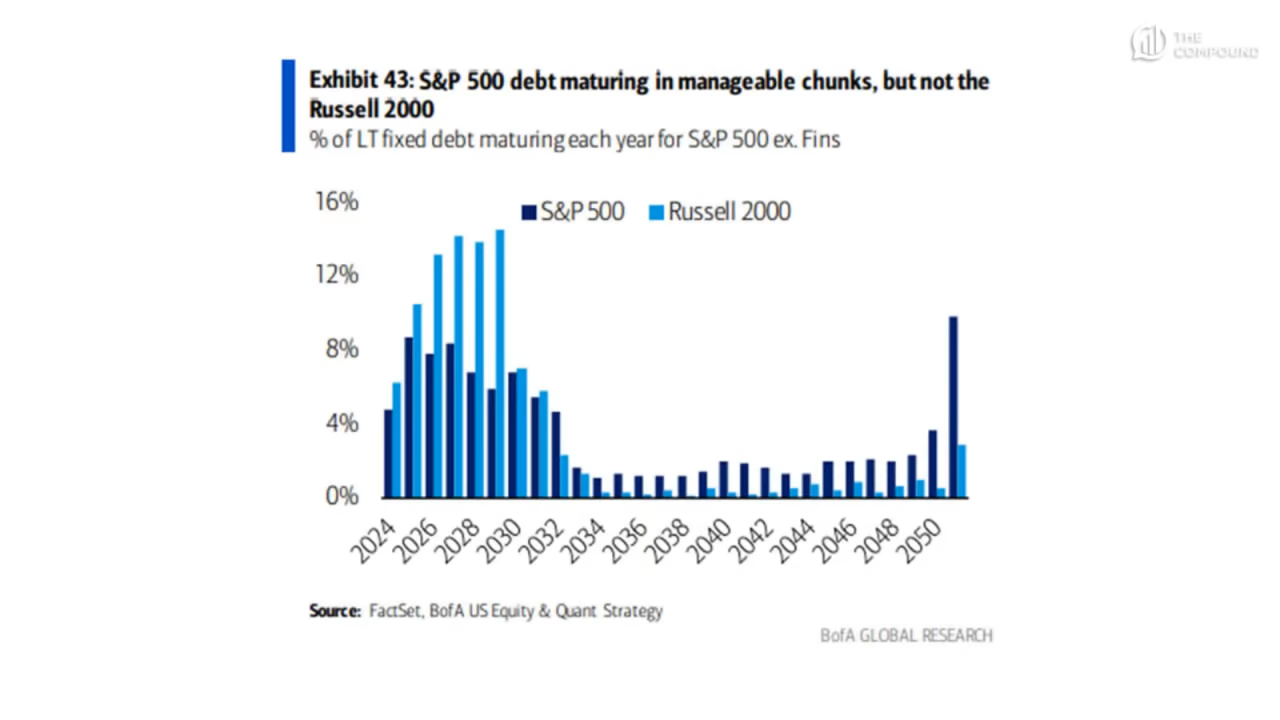 THE
COMPOUND
Exhibit 43: S&P 500 debt maturing in manageable chunks, but not the
Russell 2000
% of LT fixed debt maturing each year for S&P 500 ex. Fins
16%
12%
8%
4%
0%
S&P 500 Russell 2000
2024 2026 2028 2030 2032 2034 2036 2038 2040 2042 2044 2046 2048 2050
Source: FactSet, BofA US Equity & Quant Strategy
BofA GLOBAL RESEARCH